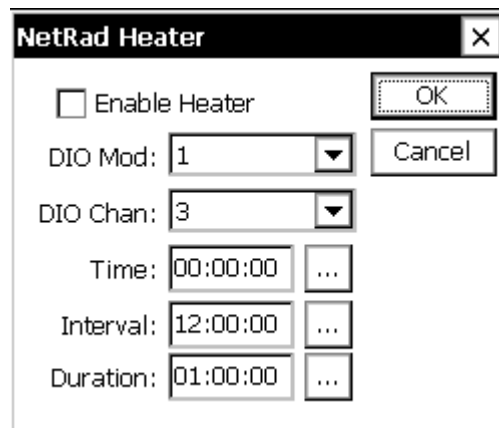 NetRad Heater
Enable Heater
OK
DIO Mod: 1
Cancel
DIO Chan: 3
Time: 00:00:00 ...
Interval: 12:00:00 ...
Duration: 01:00:00 ...